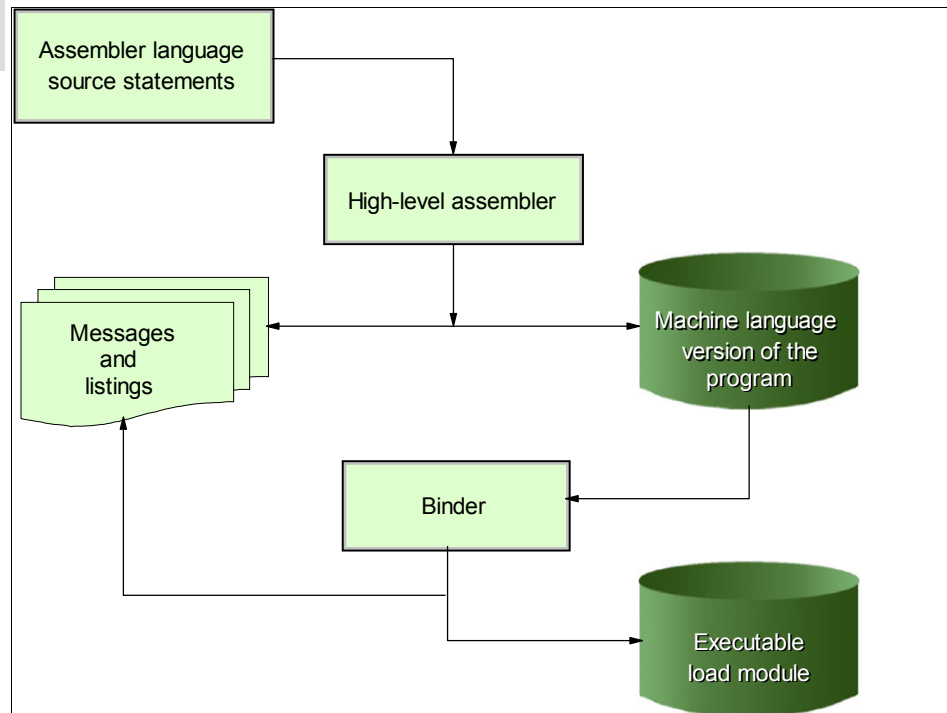 Assembler language
source statements
High-level assembler
Messages
and
listings
Machine language
version of the
program
Binder
Executable
load module